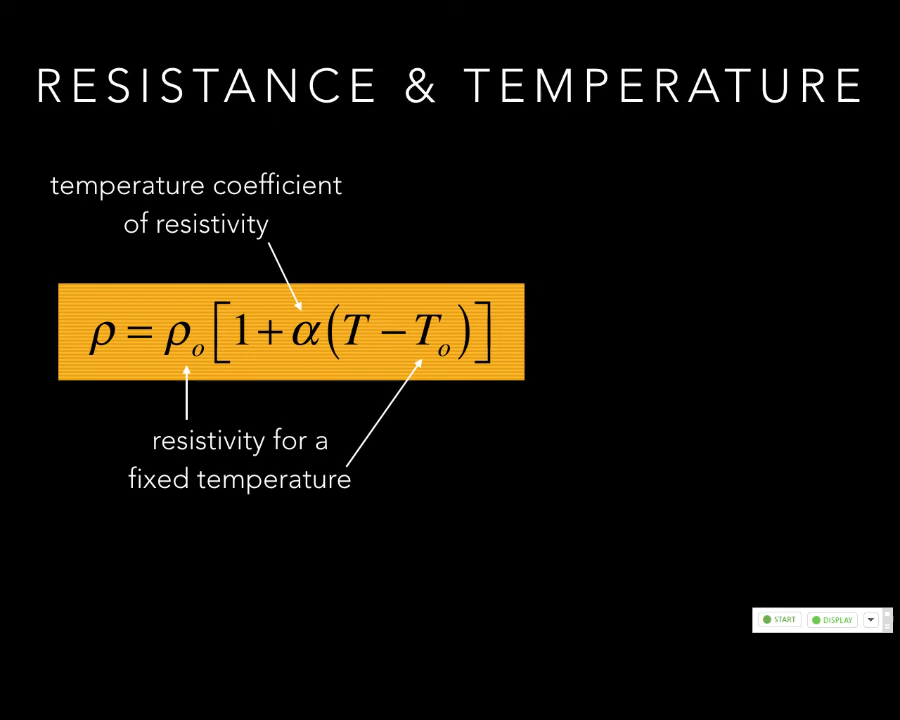 RESISTANCE & TEMPERATURE
temperature coefficient
of resistivity
ρ = ρₒ[1+α(T−Tₒ)]
resistivity for a
fixed temperature
START DISPLAY